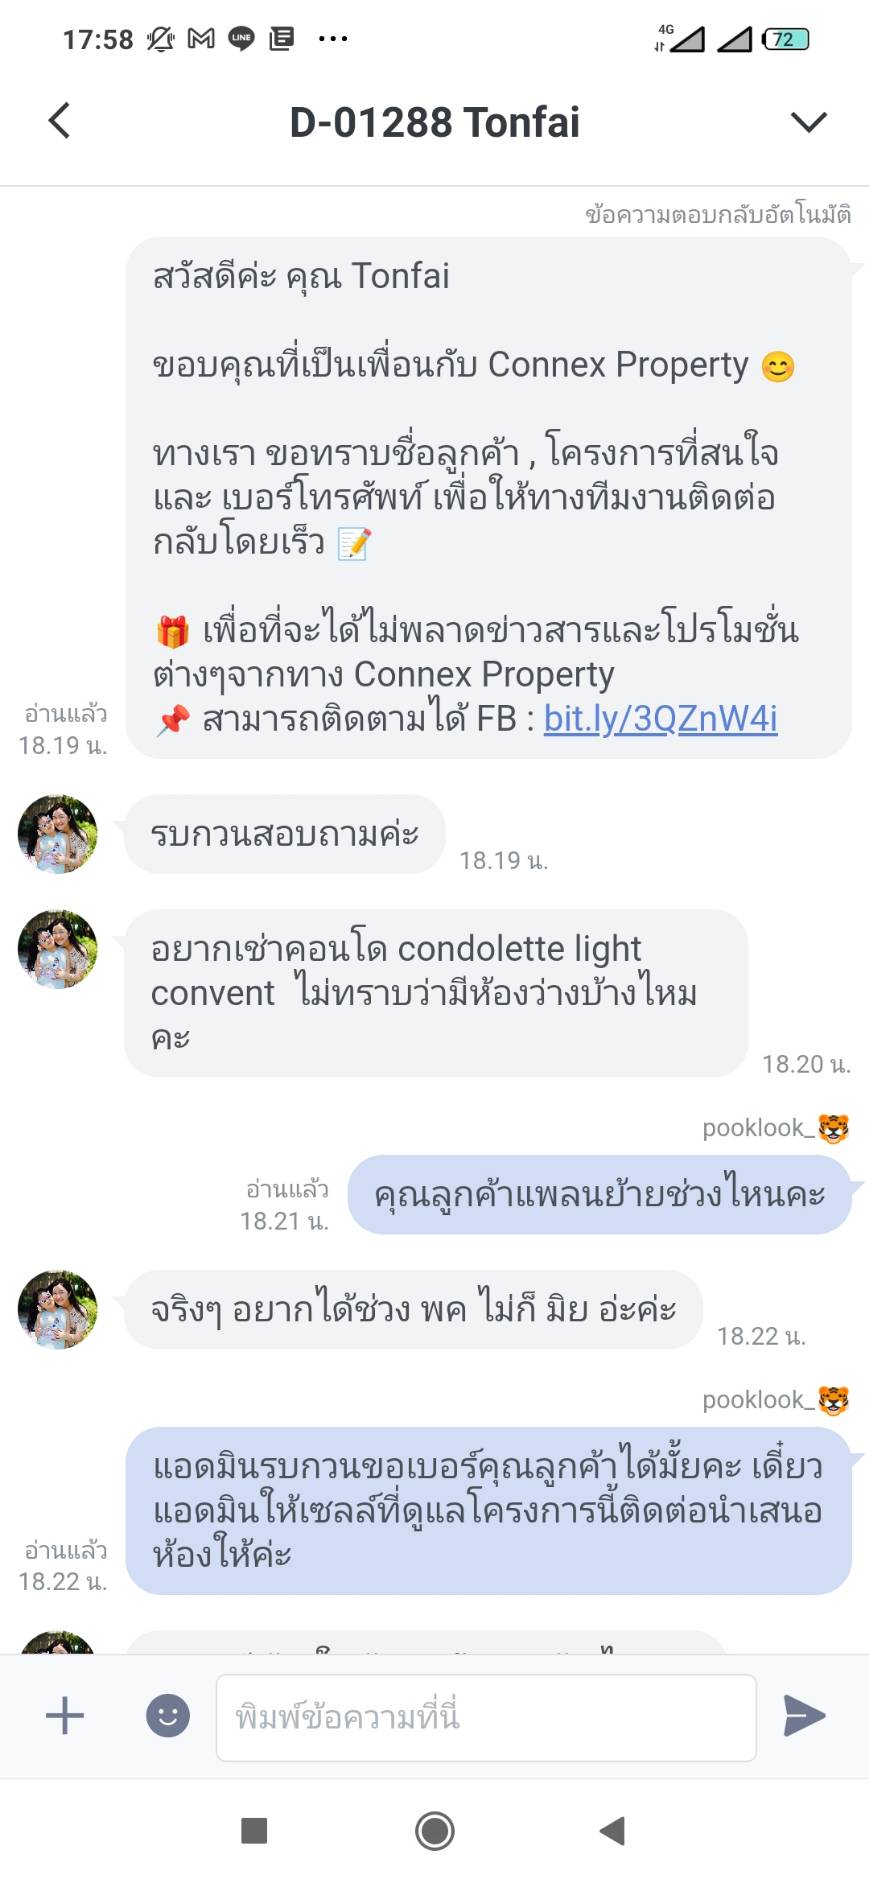 17:58
LINE
4G
72
D-01288 Tonfai
ข้อความตอบกลับอัตโนมัติ
สวัสดีค่ะ คุณ Tonfai
ขอบคุณที่เป็นเพื่อนกับ Connex Property 😊
ทางเรา ขอทราบชื่อลูกค้า , โครงการที่สนใจ
และ เบอร์โทรศัพท์ เพื่อให้ทางทีมงานติดต่อ
กลับโดยเร็ว 📝
🎁 เพื่อที่จะได้ไม่พลาดข่าวสารและโปรโมชั่น
ต่างๆจากทาง Connex Property
📌 สามารถติดตามได้ FB : bit.ly/3QZnW4i
อ่านแล้ว
18.19 น.
รบกวนสอบถามค่ะ
18.19 น.
อยากเช่าคอนโด condolette light
convent ไม่ทราบว่ามีห้องว่างบ้างไหม
คะ
18.20 น.
pooklook_🐯
คุณลูกค้าแพลนย้ายช่วงไหนคะ
อ่านแล้ว
18.21 น.
จริงๆ อยากได้ช่วง พค ไม่ก็ มิย อ่ะค่ะ
18.22 น.
pooklook_🐯
แอดมินรบกวนขอเบอร์คุณลูกค้าได้มั้ยคะ เดี๋ยว
แอดมินให้เซลล์ที่ดูแลโครงการนี้ติดต่อนำเสนอ
ห้องให้ค่ะ
อ่านแล้ว
18.22 น.
พิมพ์ข้อความที่นี่